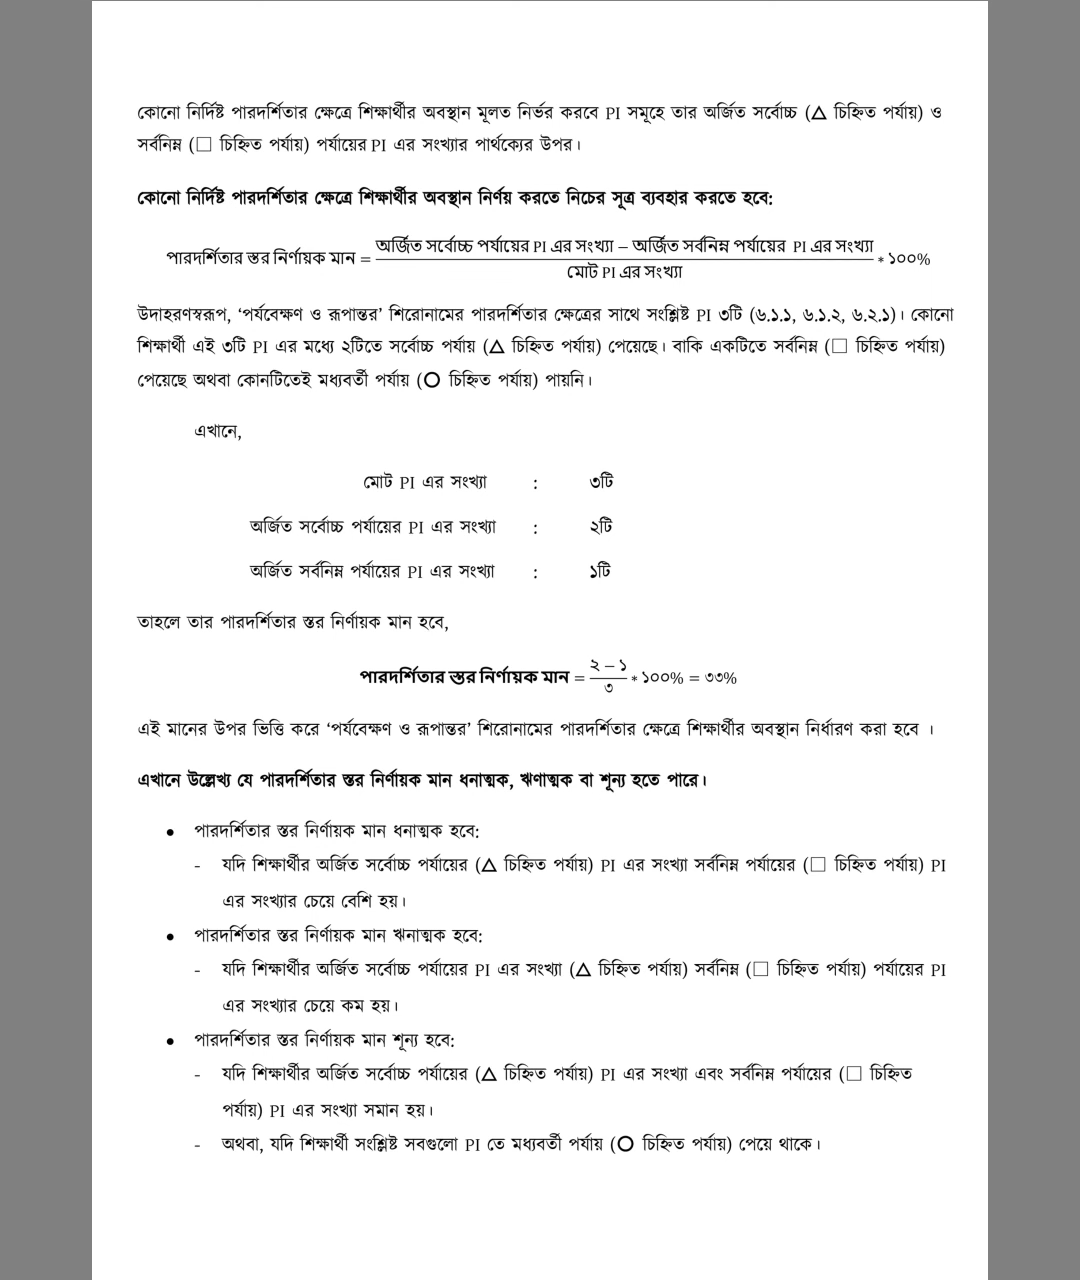 কোনো নির্দিষ্ট পারদর্শিতার ক্ষেত্রে শিক্ষার্থীর অবস্থান মূলত নির্ভর করবে PI সমূহে তার অর্জিত সর্বোচ্চ (△ চিহ্নিত পর্যায়) ও
সর্বনিম্ন (□ চিহ্নিত পর্যায়) পর্যায়ের PI এর সংখ্যার পার্থক্যের উপর।
কোনো নির্দিষ্ট পারদর্শিতার ক্ষেত্রে শিক্ষার্থীর অবস্থান নির্ণয় করতে নিচের সূত্র ব্যবহার করতে হবে:
পারদর্শিতার স্তর নির্ণায়ক মান = অর্জিত সর্বোচ্চ পর্যায়ের PI এর সংখ্যা – অর্জিত সর্বনিম্ন পর্যায়ের PI এর সংখ্যা * ১০০%
মোট PI এর সংখ্যা
উদাহরণস্বরূপ, ‘পর্যবেক্ষণ ও রূপান্তর’ শিরোনামের পারদর্শিতার ক্ষেত্রের সাথে সংশ্লিষ্ট PI ৩টি (৬.১.১, ৬.১.২, ৬.২.১)। কোনো
শিক্ষার্থী এই ৩টি PI এর মধ্যে ২টিতে সর্বোচ্চ পর্যায় (△ চিহ্নিত পর্যায়) পেয়েছে। বাকি একটিতে সর্বনিম্ন (□ চিহ্নিত পর্যায়)
পেয়েছে অথবা কোনটিতেই মধ্যবর্তী পর্যায় (○ চিহ্নিত পর্যায়) পায়নি।
এখানে,
মোট PI এর সংখ্যা : ৩টি
অর্জিত সর্বোচ্চ পর্যায়ের PI এর সংখ্যা : ২টি
অর্জিত সর্বনিম্ন পর্যায়ের PI এর সংখ্যা : ১টি
তাহলে তার পারদর্শিতার স্তর নির্ণায়ক মান হবে,
পারদর্শিতার স্তর নির্ণায়ক মান = ২ – ১ * ১০০% = ৩৩%
৩
এই মানের উপর ভিত্তি করে ‘পর্যবেক্ষণ ও রূপান্তর’ শিরোনামের পারদর্শিতার ক্ষেত্রে শিক্ষার্থীর অবস্থান নির্ধারণ করা হবে ।
এখানে উল্লেখ্য যে পারদর্শিতার স্তর নির্ণায়ক মান ধনাত্মক, ঋণাত্মক বা শূন্য হতে পারে।
• পারদর্শিতার স্তর নির্ণায়ক মান ধনাত্মক হবে:
- যদি শিক্ষার্থীর অর্জিত সর্বোচ্চ পর্যায়ের (△ চিহ্নিত পর্যায়) PI এর সংখ্যা সর্বনিম্ন পর্যায়ের (□ চিহ্নিত পর্যায়) PI
এর সংখ্যার চেয়ে বেশি হয়।
• পারদর্শিতার স্তর নির্ণায়ক মান ঋনাত্মক হবে:
- যদি শিক্ষার্থীর অর্জিত সর্বোচ্চ পর্যায়ের PI এর সংখ্যা (△ চিহ্নিত পর্যায়) সর্বনিম্ন (□ চিহ্নিত পর্যায়) পর্যায়ের PI
এর সংখ্যার চেয়ে কম হয়।
• পারদর্শিতার স্তর নির্ণায়ক মান শূন্য হবে:
- যদি শিক্ষার্থীর অর্জিত সর্বোচ্চ পর্যায়ের (△ চিহ্নিত পর্যায়) PI এর সংখ্যা এবং সর্বনিম্ন পর্যায়ের (□ চিহ্নিত
পর্যায়) PI এর সংখ্যা সমান হয়।
- অথবা, যদি শিক্ষার্থী সংশ্লিষ্ট সবগুলো PI তে মধ্যবর্তী পর্যায় (○ চিহ্নিত পর্যায়) পেয়ে থাকে।